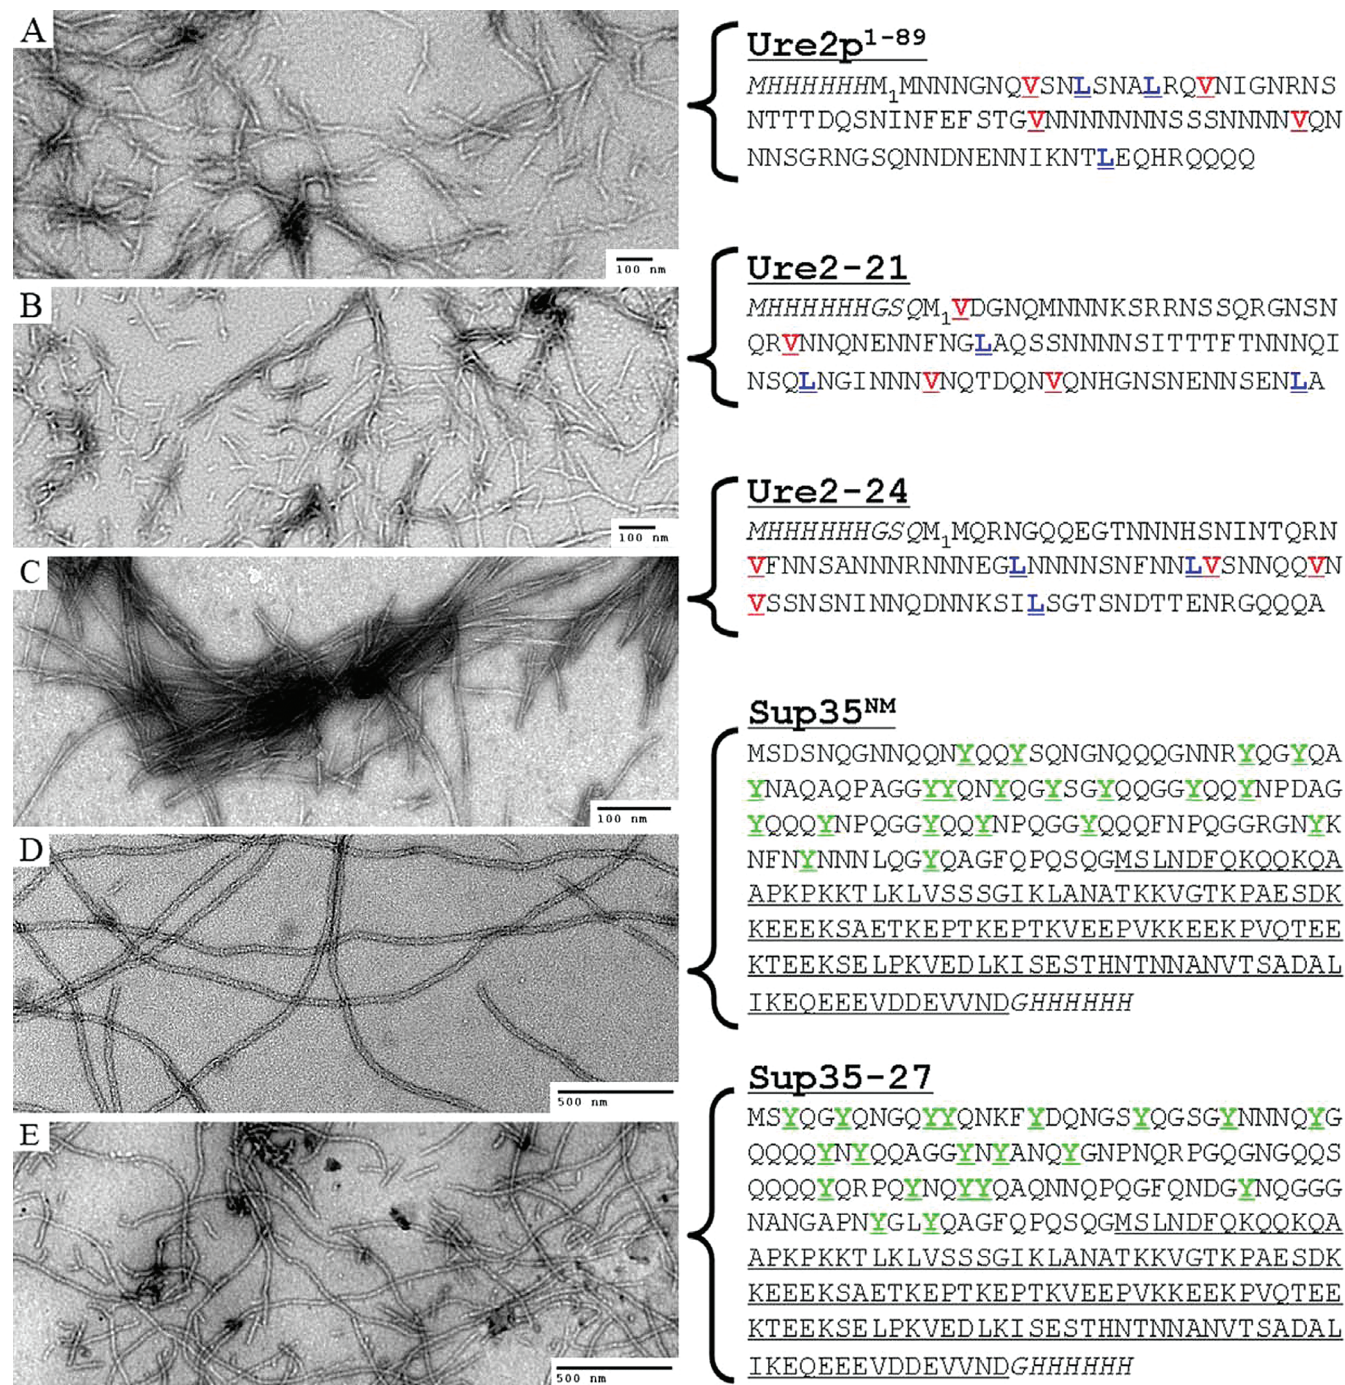 A
100 nm
Ure2p1-89
MHHHHHHM1MNNNGNQVSNLSNALRQVNIGNRNS
NTTTDQSNINFEFSTGVNNNNNNNSSSNNNNVQN
NNSGRNGSQNNDNENNIKNTLEQHRQQQQ
B
100 nm
Ure2-21
MHHHHHHGSQM1VDGNQMNNNKSRRNSSQRGNSN
QRVNNQNENNFNGLAQSSNNNNSITTTFTNNNQI
NSQLNGINNNVNQTDQNVQNHGNSNENNSENLA
C
100 nm
Ure2-24
MHHHHHHGSQM1MQRNGQQEGTNNNHSNINTQRN
VFNNSANNNRNNNEGLNNNNSNFNNLVSNNQQVN
VSSNSNINNQDNNKSILSGTSNDTTENRGQQQA
D
500 nm
Sup35NM
MSDSNQGNNQQNYQQYSQNGNQQQGNNRYQGYQA
YNAQAQPAGGYYQNYQGYSGYQQGGYQQYNPDAG
YQQQYNPQGGYQQYNPQGGYQQQFNPQGGRGNYK
NFNYNNNLQGYQAGFQPQSQGMSLNDFQKQQKQA
APKPKKTLKLVSSSGIKLANATKKVGTKPAESDK
KEEEKSAETKEPTKEPTKVEEPVKKEEKPVQTEE
KTEEKSELPKVEDLKISESTHNTNNANVTSADAL
IKEQEEEVDDEVVNDGHHHHHH
E
500 nm
Sup35-27
MSYQGYQNGQYYQNKFYDQNGSYQGSGYNNNQYG
QQQQYNYQQAGGYNYANQYGNPNQRPGQGNGQQS
QQQQYQRPQYNQYYQAQNNQPQGFQNDGYNQGGG
NANGAPNYGLYQAGFQPQSQGMSLNDFQKQQKQA
APKPKKTLKLVSSSGIKLANATKKVGTKPAESDK
KEEEKSAETKEPTKEPTKVEEPVKKEEKPVQTEE
KTEEKSELPKVEDLKISESTHNTNNANVTSADAL
IKEQEEEVDDEVVNDGHHHHHH